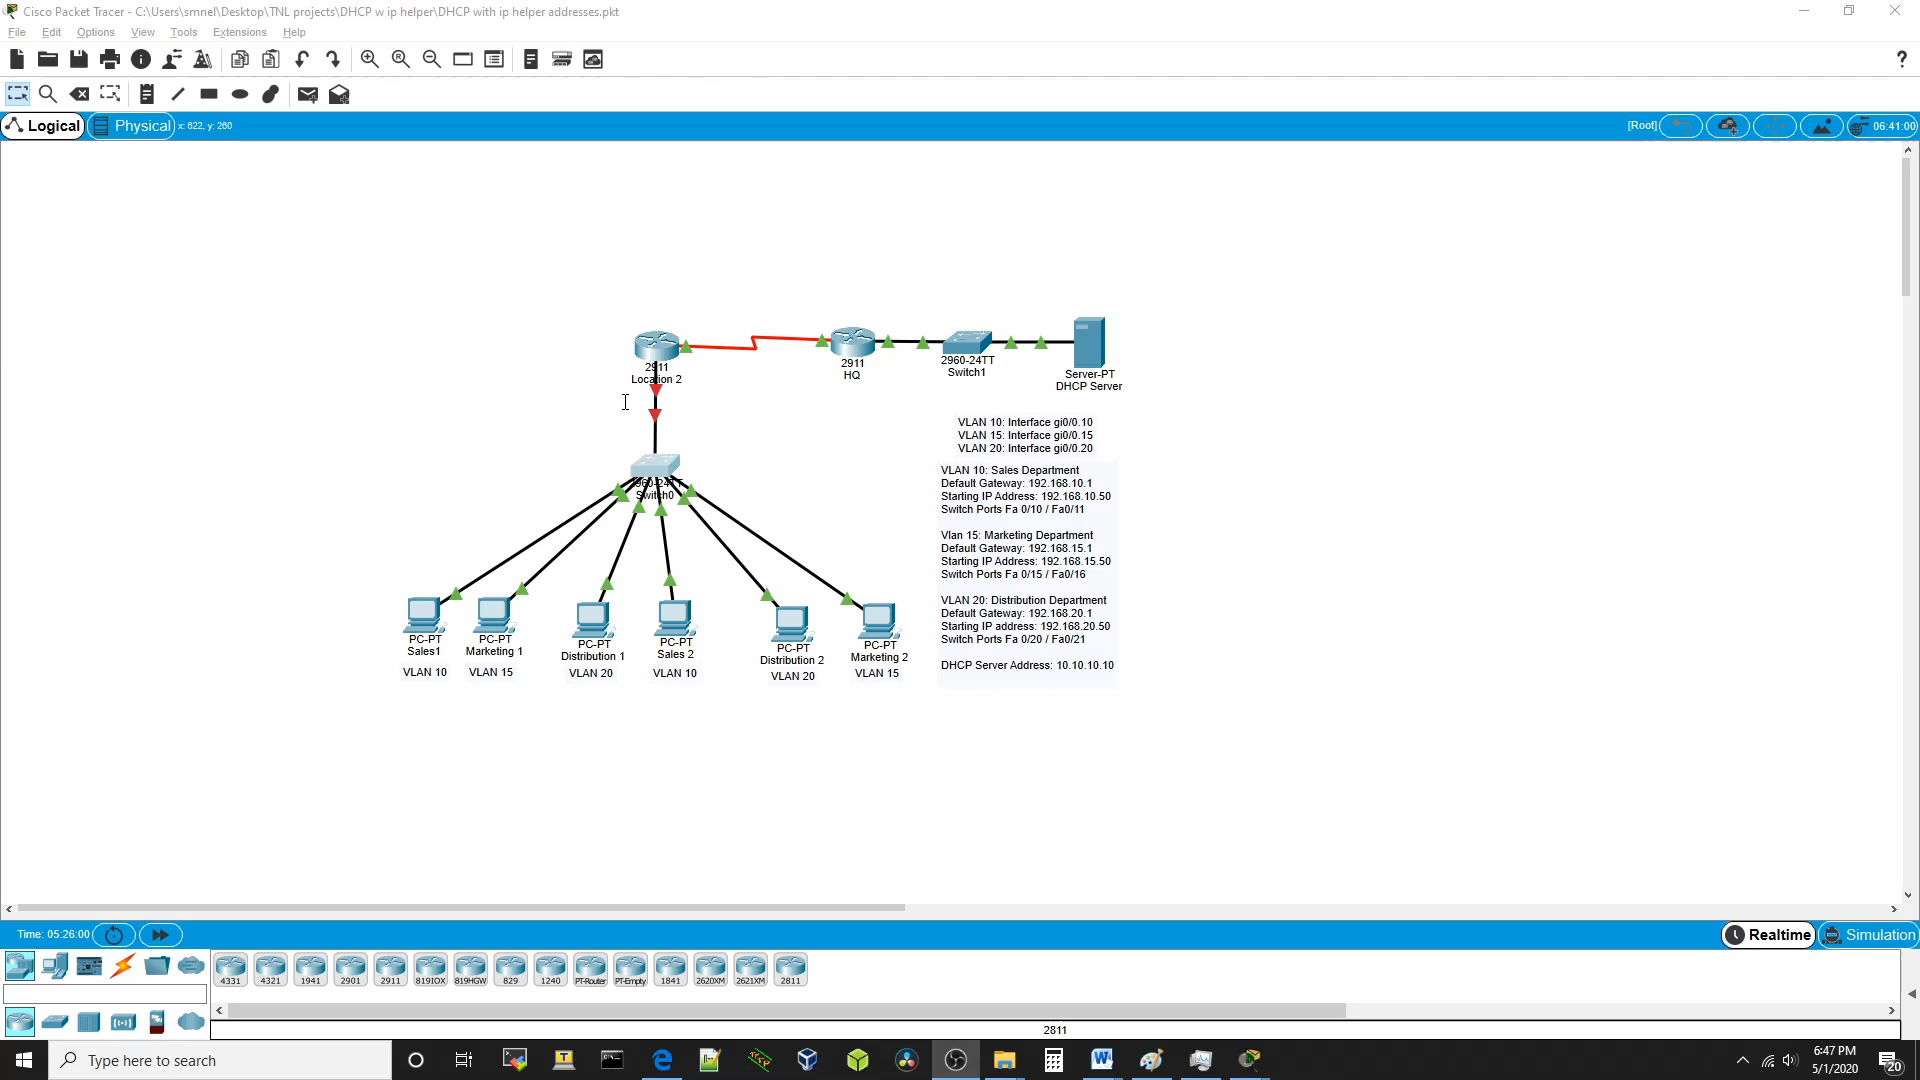 Cisco Packet Tracer - C:\Users\smnel\Desktop\TNL projects\DHCP w ip helper\DHCP with ip helper addresses.pkt
File Edit Options View Tools Extensions Help
?
Logical Physical x: 622, y: 260 [Root] 06:41:00
2911
Location 2
2911
HQ
2960-24TT
Switch1
Server-PT
DHCP Server
VLAN 10: Interface gi0/0.10
VLAN 15: Interface gi0/0.15
VLAN 20: Interface gi0/0.20
VLAN 10: Sales Department
Default Gateway: 192.168.10.1
Starting IP Address: 192.168.10.50
Switch Ports Fa 0/10 / Fa0/11
Vlan 15: Marketing Department
Default Gateway: 192.168.15.1
Starting IP Address: 192.168.15.50
Switch Ports Fa 0/15 / Fa0/16
VLAN 20: Distribution Department
Default Gateway: 192.168.20.1
Starting IP address: 192.168.20.50
Switch Ports Fa 0/20 / Fa0/21
DHCP Server Address: 10.10.10.10
Switch0
PC-PT
Sales1
VLAN 10
PC-PT
Marketing 1
VLAN 15
PC-PT
Distribution 1
VLAN 20
PC-PT
Sales 2
VLAN 10
PC-PT
Distribution 2
VLAN 20
PC-PT
Marketing 2
VLAN 15
Time: 05:26:00 Realtime Simulation
4331 4321 1941 2901 2911 819IOX 819HGW 829 1240 PT-Router PT-Empty 1841 2620XM 2621XM 2811
2811
Type here to search
6:47 PM
5/1/2020
20